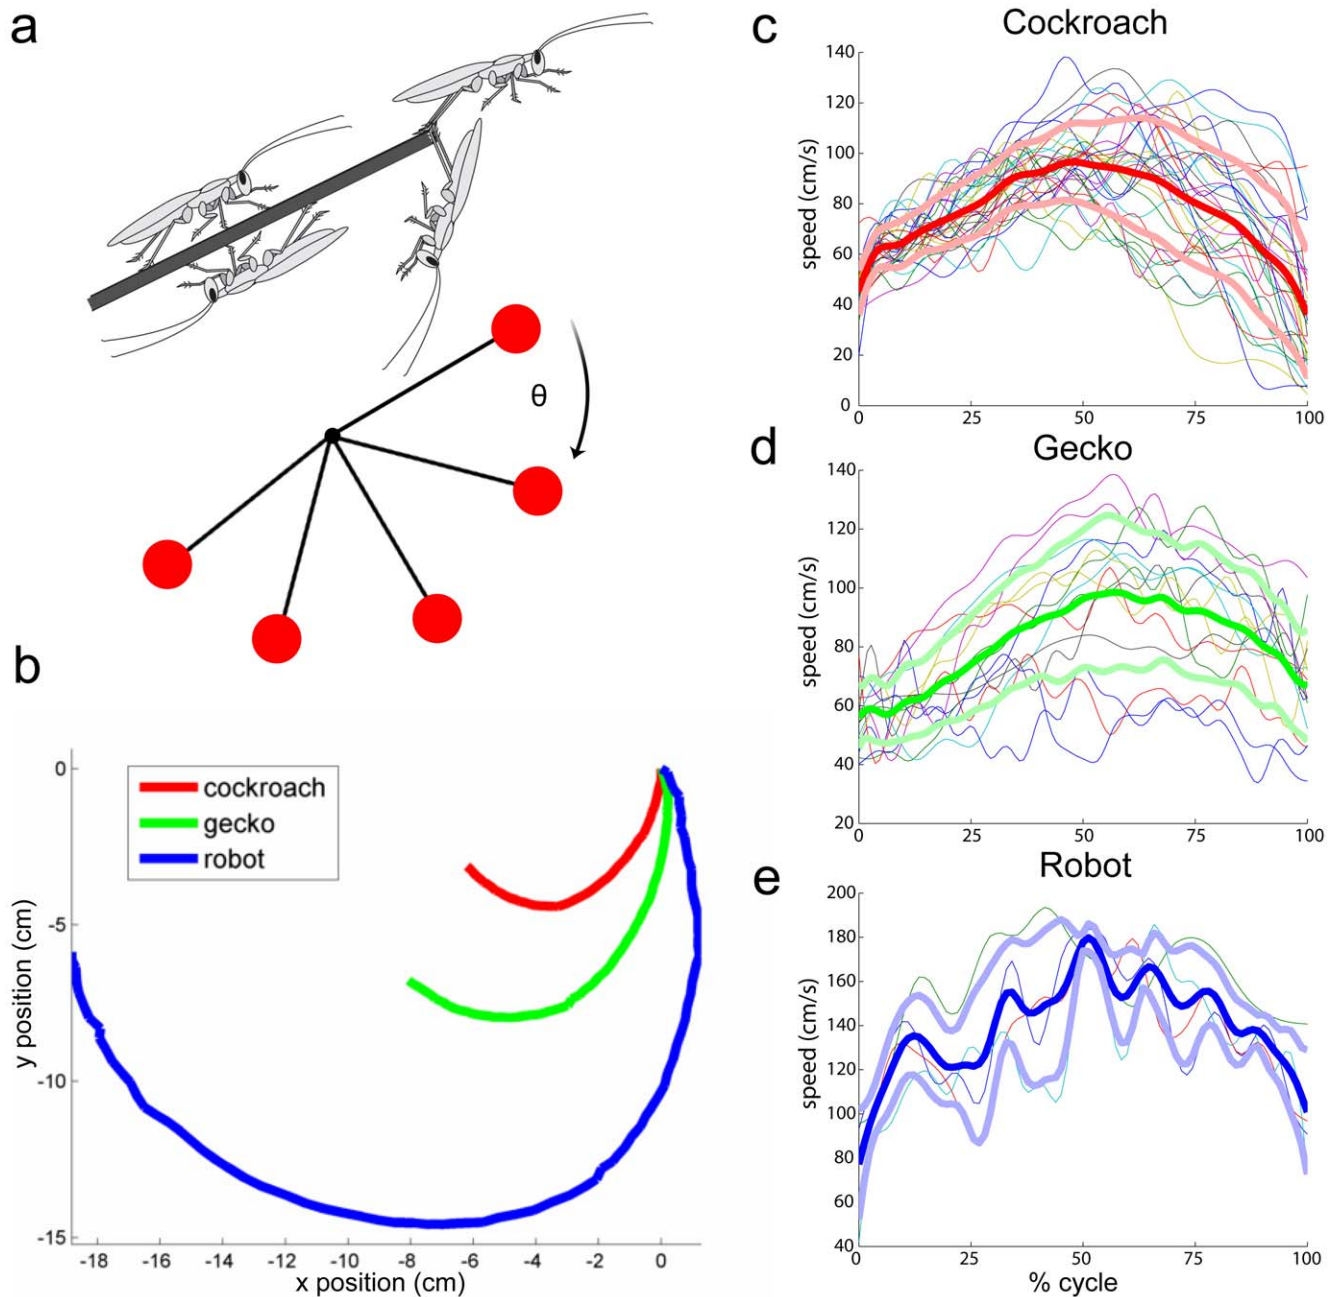 a
θ
b
cockroach
gecko
robot
0
-5
-10
-15
y position (cm)
-18
-16
-14
-12
-10
-8
-6
-4
-2
0
x position (cm)
c
Cockroach
140
120
100
80
60
40
20
0
speed (cm/s)
0
25
50
75
100
d
Gecko
140
120
100
80
60
40
20
speed (cm/s)
0
25
50
75
100
e
Robot
200
180
160
140
120
100
80
60
40
speed (cm/s)
0
25
50
75
100
% cycle